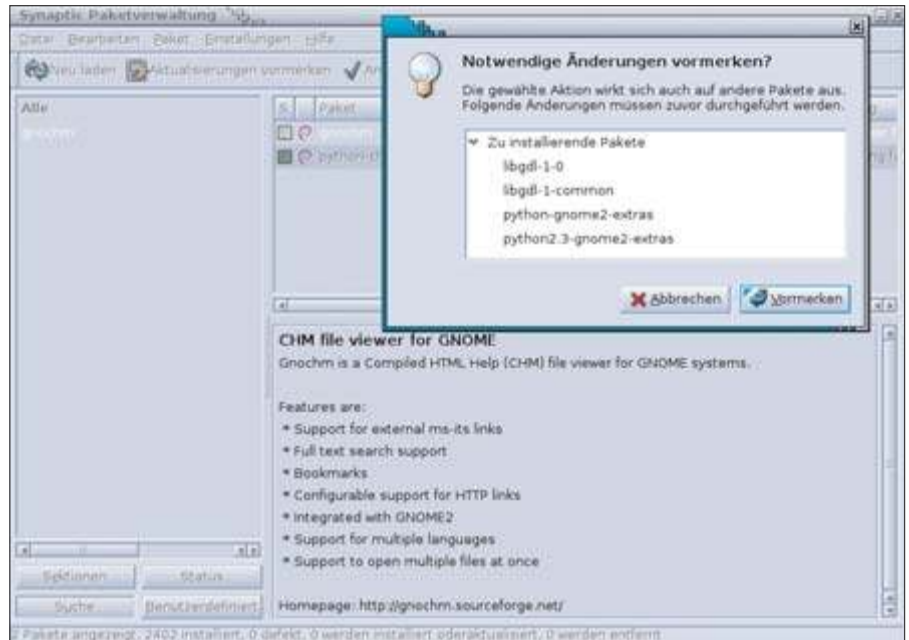 Synaptic Paketverwaltung
Datei Bearbeiten Paket Einstellungen Hilfe
Neu laden Aktualisierungen vormerken
Alle
gnochm
S Paket
gnochm
Notwendige Änderungen vormerken?
Die gewählte Aktion wirkt sich auch auf andere Pakete aus.
Folgende Änderungen müssen zuvor durchgeführt werden.
Zu installierende Pakete
libgdl-1-0
libgdl-1-common
python-gnome2-extras
python2.3-gnome2-extras
Abbrechen Vormerken
CHM file viewer for GNOME
Gnochm is a Compiled HTML Help (CHM) file viewer for GNOME systems.
Features are:
* Support for external ms-its links
* Full text search support
* Bookmarks
* Configurable support for HTTP links
* Integrated with GNOME2
* Support for multiple languages
* Support to open multiple files at once
Homepage: http://gnochm.sourceforge.net/
Sektionen Status
Suche Benutzerdefiniert
2 Pakete angezeigt, 2402 installiert, 0 defekt, 0 werden installiert oderaktualisiert, 0 werden entfernt